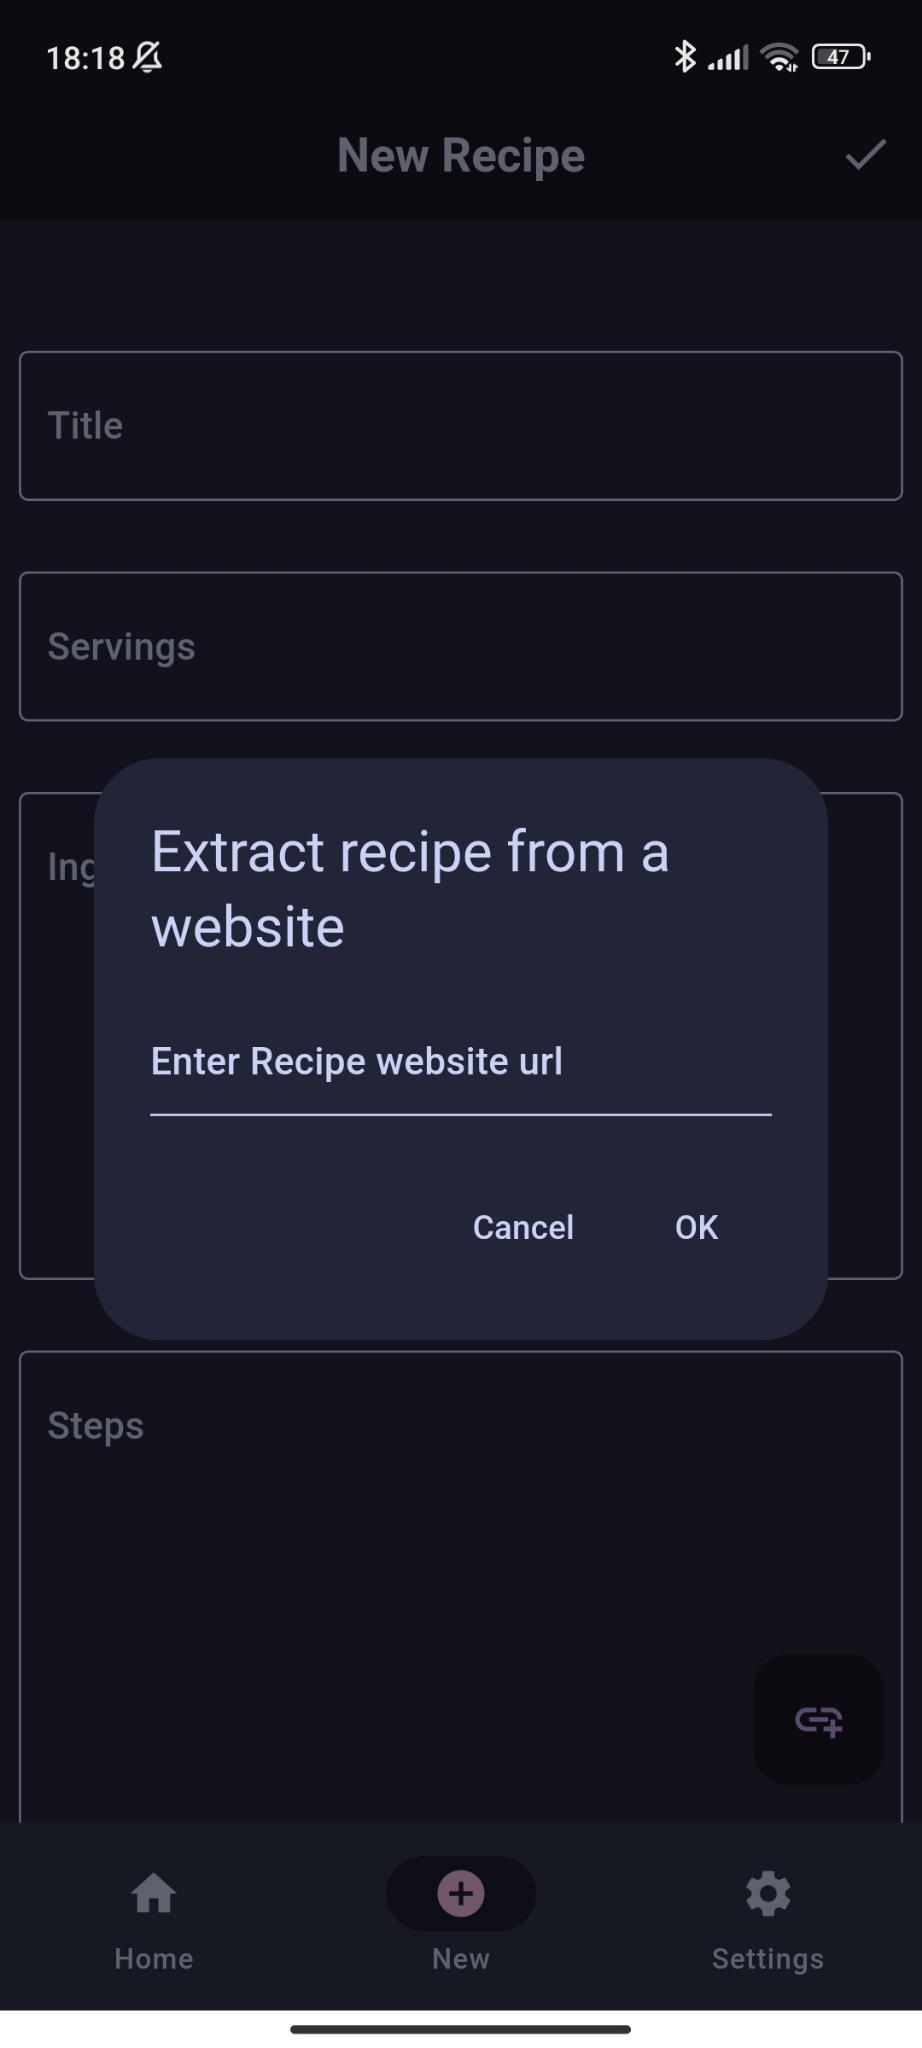 18:18
47
New Recipe
Title
Servings
Ing
Extract recipe from a
website
Enter Recipe website url
Cancel
OK
Steps
Home
New
Settings